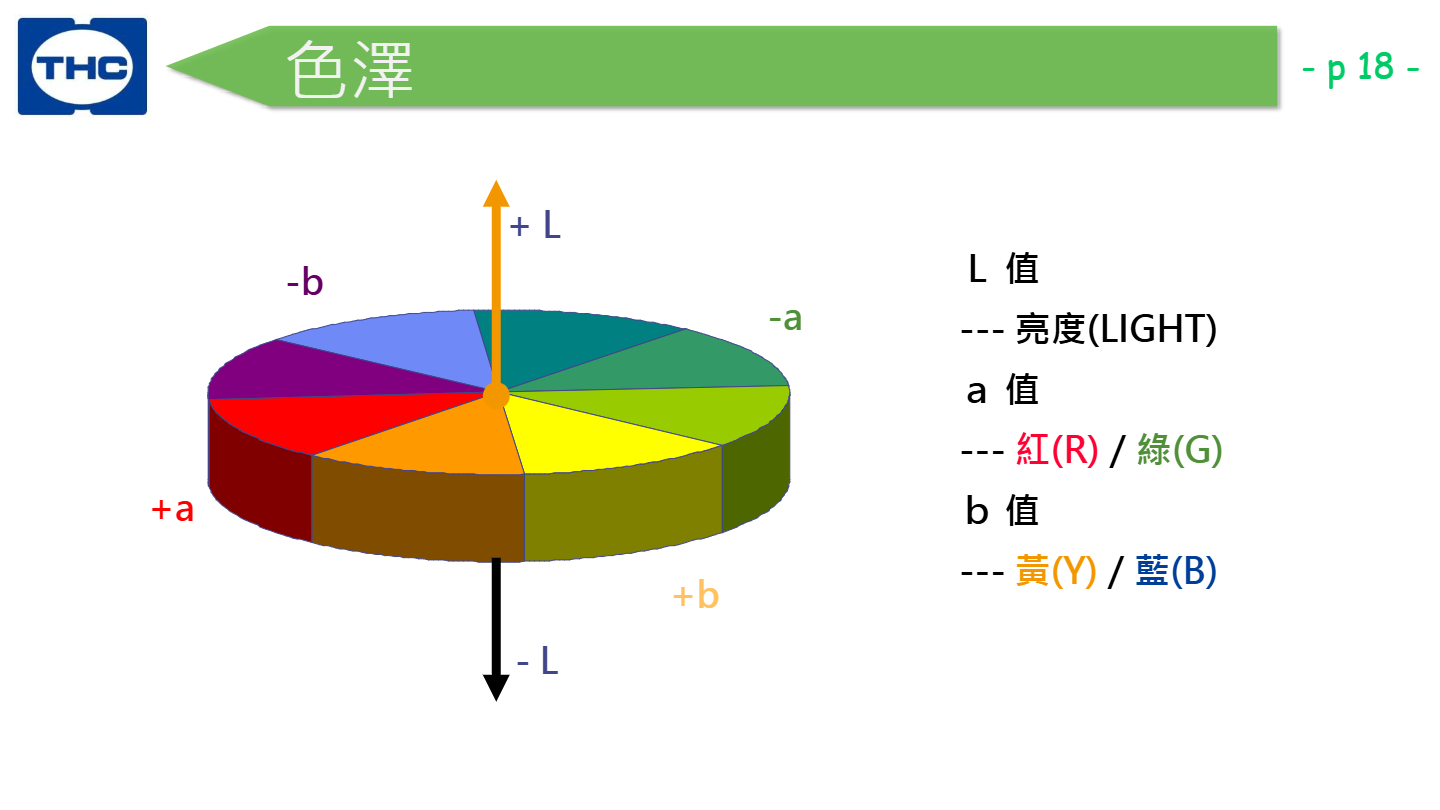 THC
色澤
- p 18 -
+ L
-b
-a
+a
+b
- L
L 值
--- 亮度(LIGHT)
a 值
--- 紅(R) / 綠(G)
b 值
--- 黃(Y) / 藍(B)